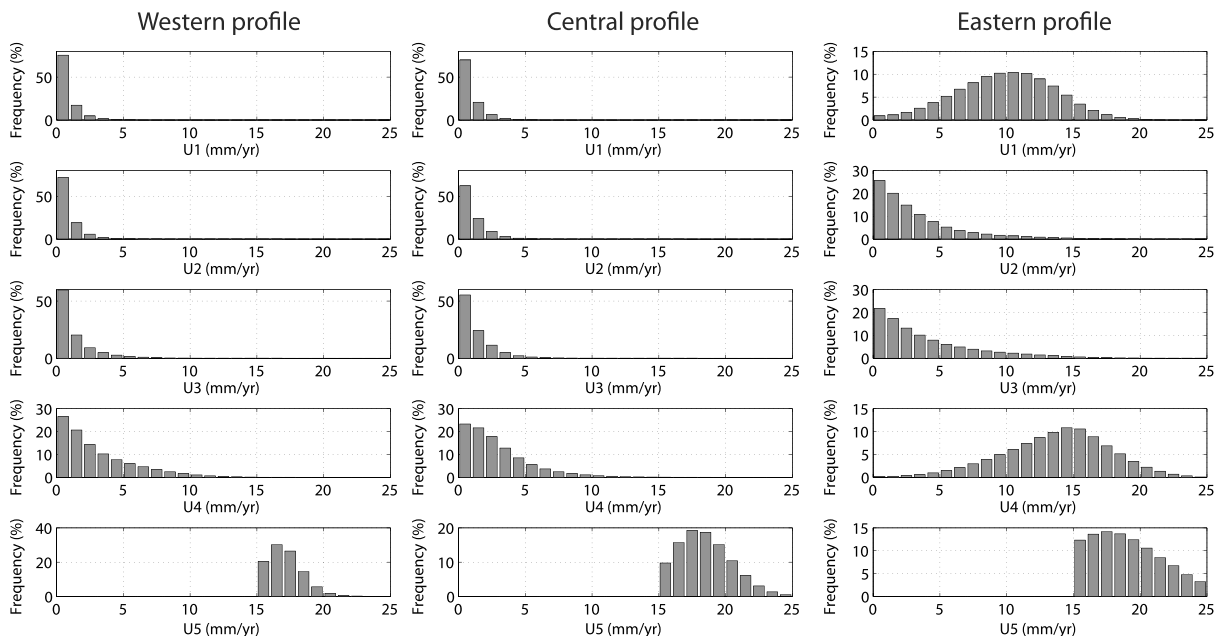 Western profile Central profile Eastern profile
Frequency (%) Frequency (%) Frequency (%)
50 50 15
0 0 10
5
0
0 5 10 15 20 25 0 5 10 15 20 25 0 5 10 15 20 25
U1 (mm/yr) U1 (mm/yr) U1 (mm/yr)
Frequency (%) Frequency (%) Frequency (%)
50 50 30
0 0 20
10
0
0 5 10 15 20 25 0 5 10 15 20 25 0 5 10 15 20 25
U2 (mm/yr) U2 (mm/yr) U2 (mm/yr)
Frequency (%) Frequency (%) Frequency (%)
50 50 30
0 0 20
10
0
0 5 10 15 20 25 0 5 10 15 20 25 0 5 10 15 20 25
U3 (mm/yr) U3 (mm/yr) U3 (mm/yr)
Frequency (%) Frequency (%) Frequency (%)
30 30 15
20 20 10
10 10 5
0 0 0
0 5 10 15 20 25 0 5 10 15 20 25 0 5 10 15 20 25
U4 (mm/yr) U4 (mm/yr) U4 (mm/yr)
Frequency (%) Frequency (%) Frequency (%)
40 20 15
20 10 10
0 0 5
0
0 5 10 15 20 25 0 5 10 15 20 25 0 5 10 15 20 25
U5 (mm/yr) U5 (mm/yr) U5 (mm/yr)